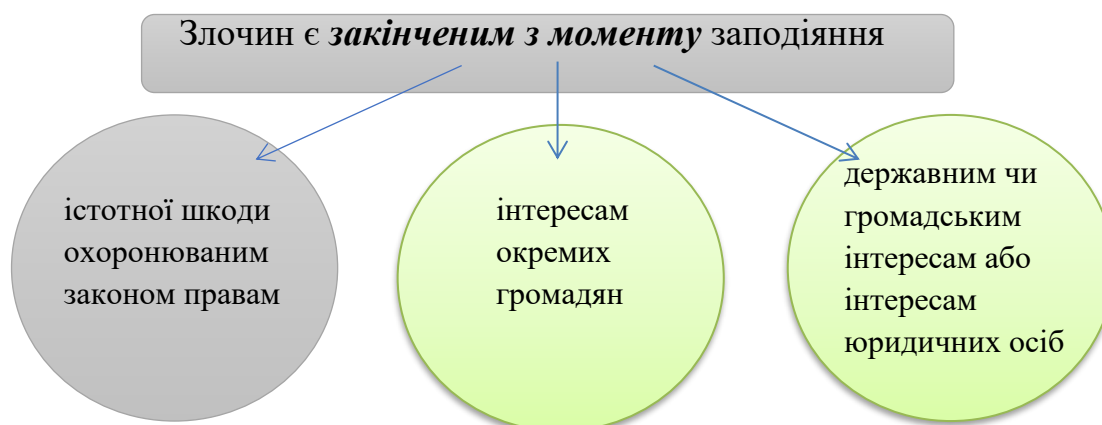 Злочин є закінченим з моменту заподіяння
істотної шкоди
охоронюваним
законом правам
інтересам
окремих
громадян
державним чи
громадським
інтересам або
інтересам
юридичних осіб